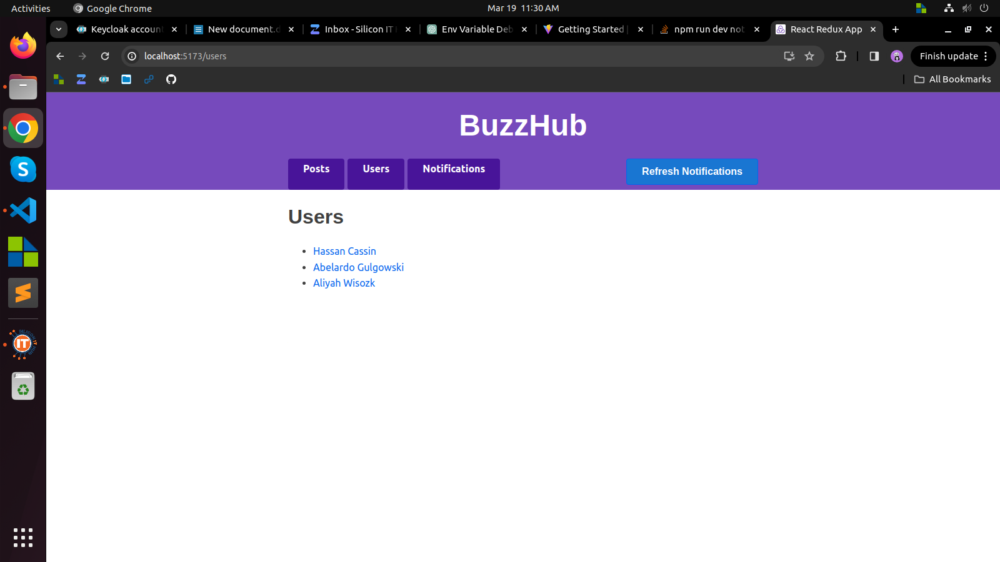 Activities
Google Chrome
Mar 19 11:30 AM
Keycloak account
New document.d
Inbox - Silicon IT
Env Variable Deb
Getting Started
npm run dev not
React Redux App
localhost:5173/users
Finish update
All Bookmarks
BuzzHub
Posts
Users
Notifications
Refresh Notifications
Users
Hassan Cassin
Abelardo Gulgowski
Aliyah Wisozk
S
IT